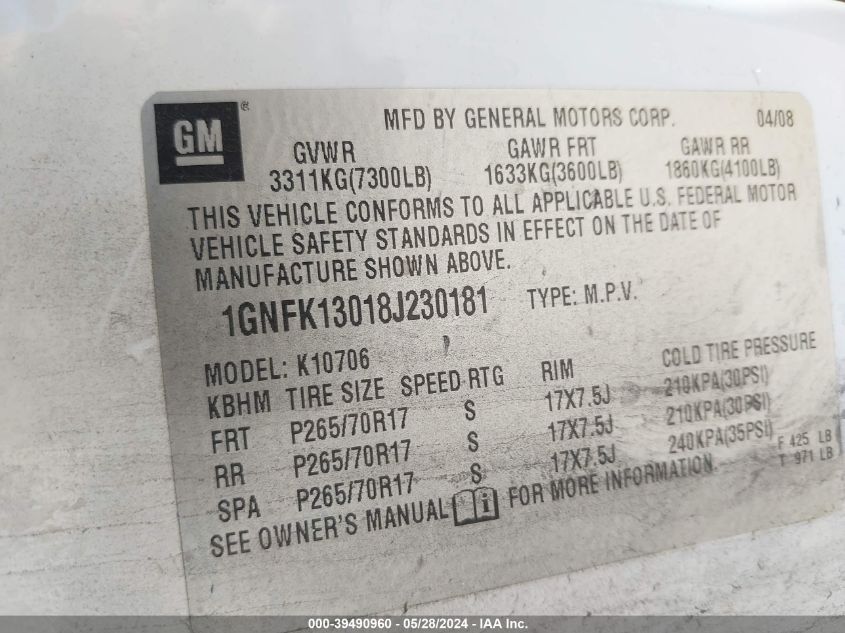 GM ®
MFD BY GENERAL MOTORS CORP. 04/08
GVWR GAWR FRT GAWR RR
3311KG(7300LB) 1633KG(3600LB) 1860KG(4100LB)
THIS VEHICLE CONFORMS TO ALL APPLICABLE U.S. FEDERAL MOTOR
VEHICLE SAFETY STANDARDS IN EFFECT ON THE DATE OF
MANUFACTURE SHOWN ABOVE.
1GNFK13018J230181 TYPE: M.P.V.
MODEL: K10706
KBHM TIRE SIZE SPEED RTG RIM COLD TIRE PRESSURE
FRT P265/70R17 S 17X7.5J 210KPA(30PSI)
RR P265/70R17 S 17X7.5J 210KPA(30PSI)
SPA P265/70R17 S 17X7.5J 240KPA(35PSI)
F 425 LB
T 971 LB
SEE OWNER'S MANUAL i FOR MORE INFORMATION.
000-39490960 - 05/28/2024 - IAA Inc.